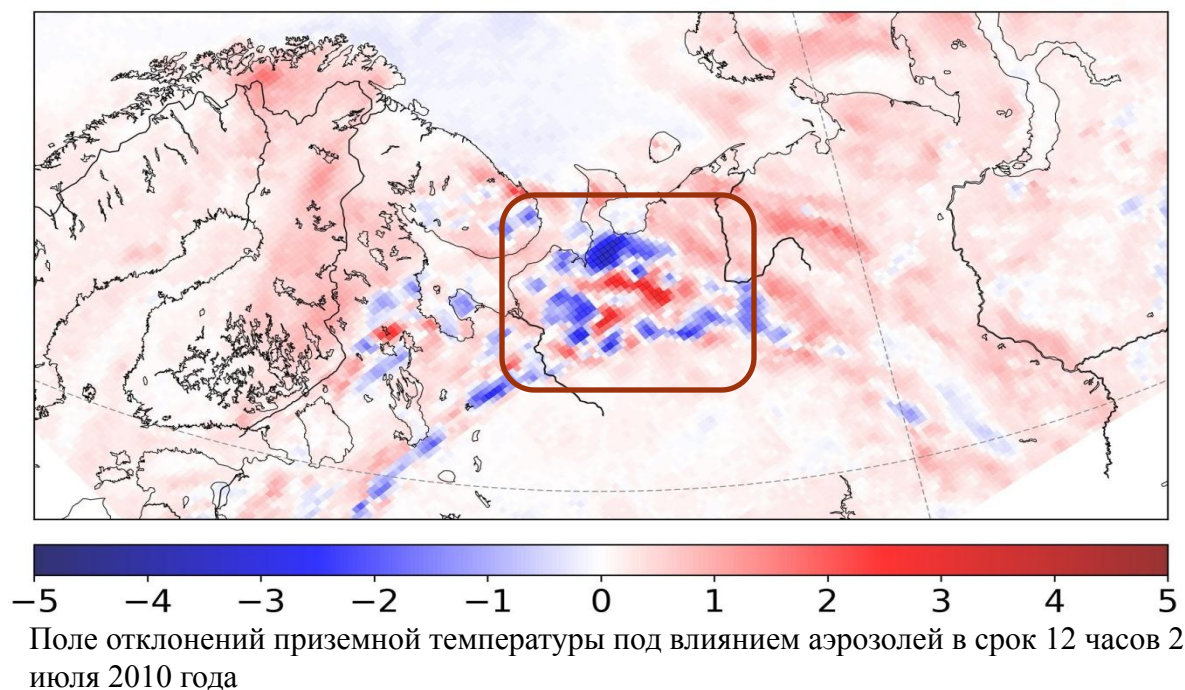 −5 −4 −3 −2 −1 0 1 2 3 4 5
Поле отклонений приземной температуры под влиянием аэрозолей в срок 12 часов 2
июля 2010 года